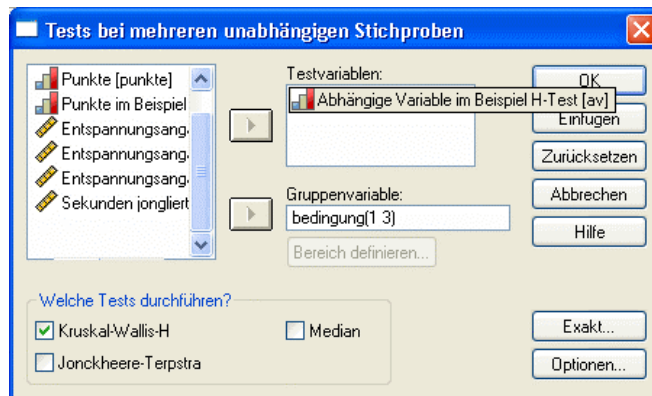 Tests bei mehreren unabhängigen Stichproben
Punkte [punkte]
Punkte im Beispiel
Entspannungsang.
Entspannungsang.
Entspannungsang.
Sekunden jongliert
Testvariablen:
Abhängige Variable im Beispiel H-Test [av]
Gruppenvariable:
bedingung(1 3)
Bereich definieren...
OK
Einfügen
Zurücksetzen
Abbrechen
Hilfe
Welche Tests durchführen?
Kruskal-Wallis-H
Median
Jonckheere-Terpstra
Exakt...
Optionen...